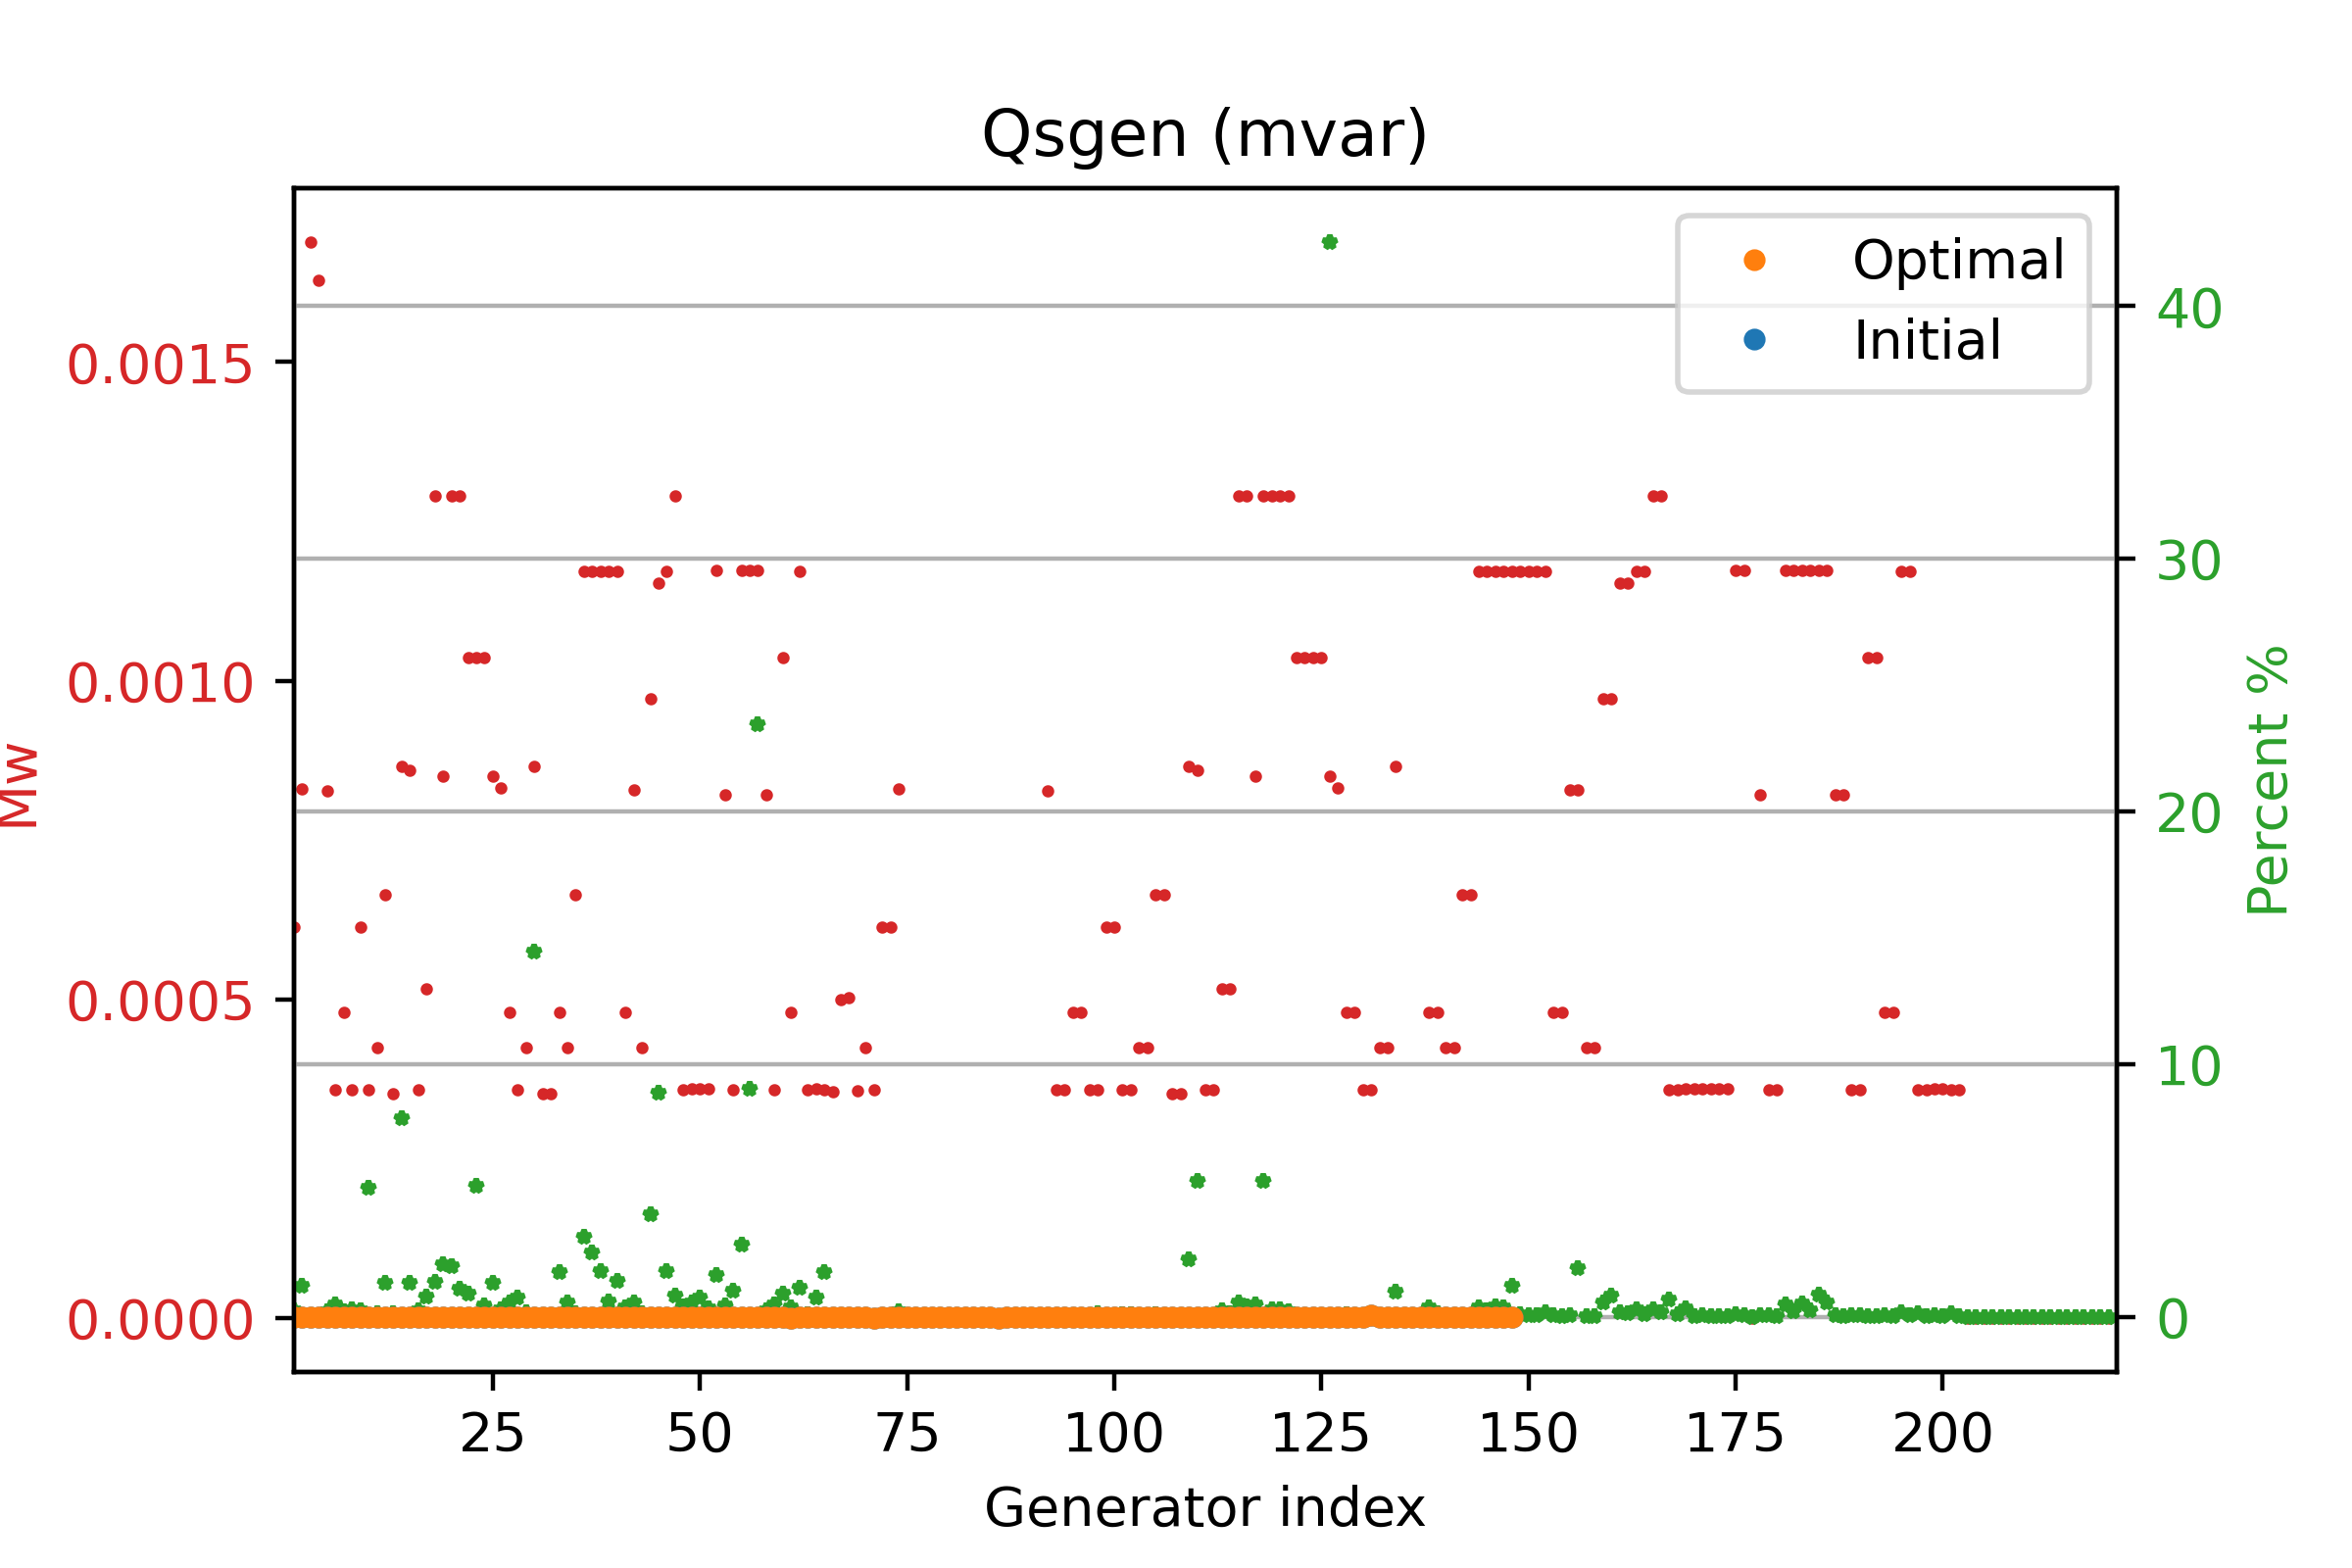 Qsgen (mvar)
Optimal
Initial
0.0015
0.0010
0.0005
0.0000
Mw
40
30
20
10
0
Percent %
25 50 75 100 125 150 175 200
Generator index